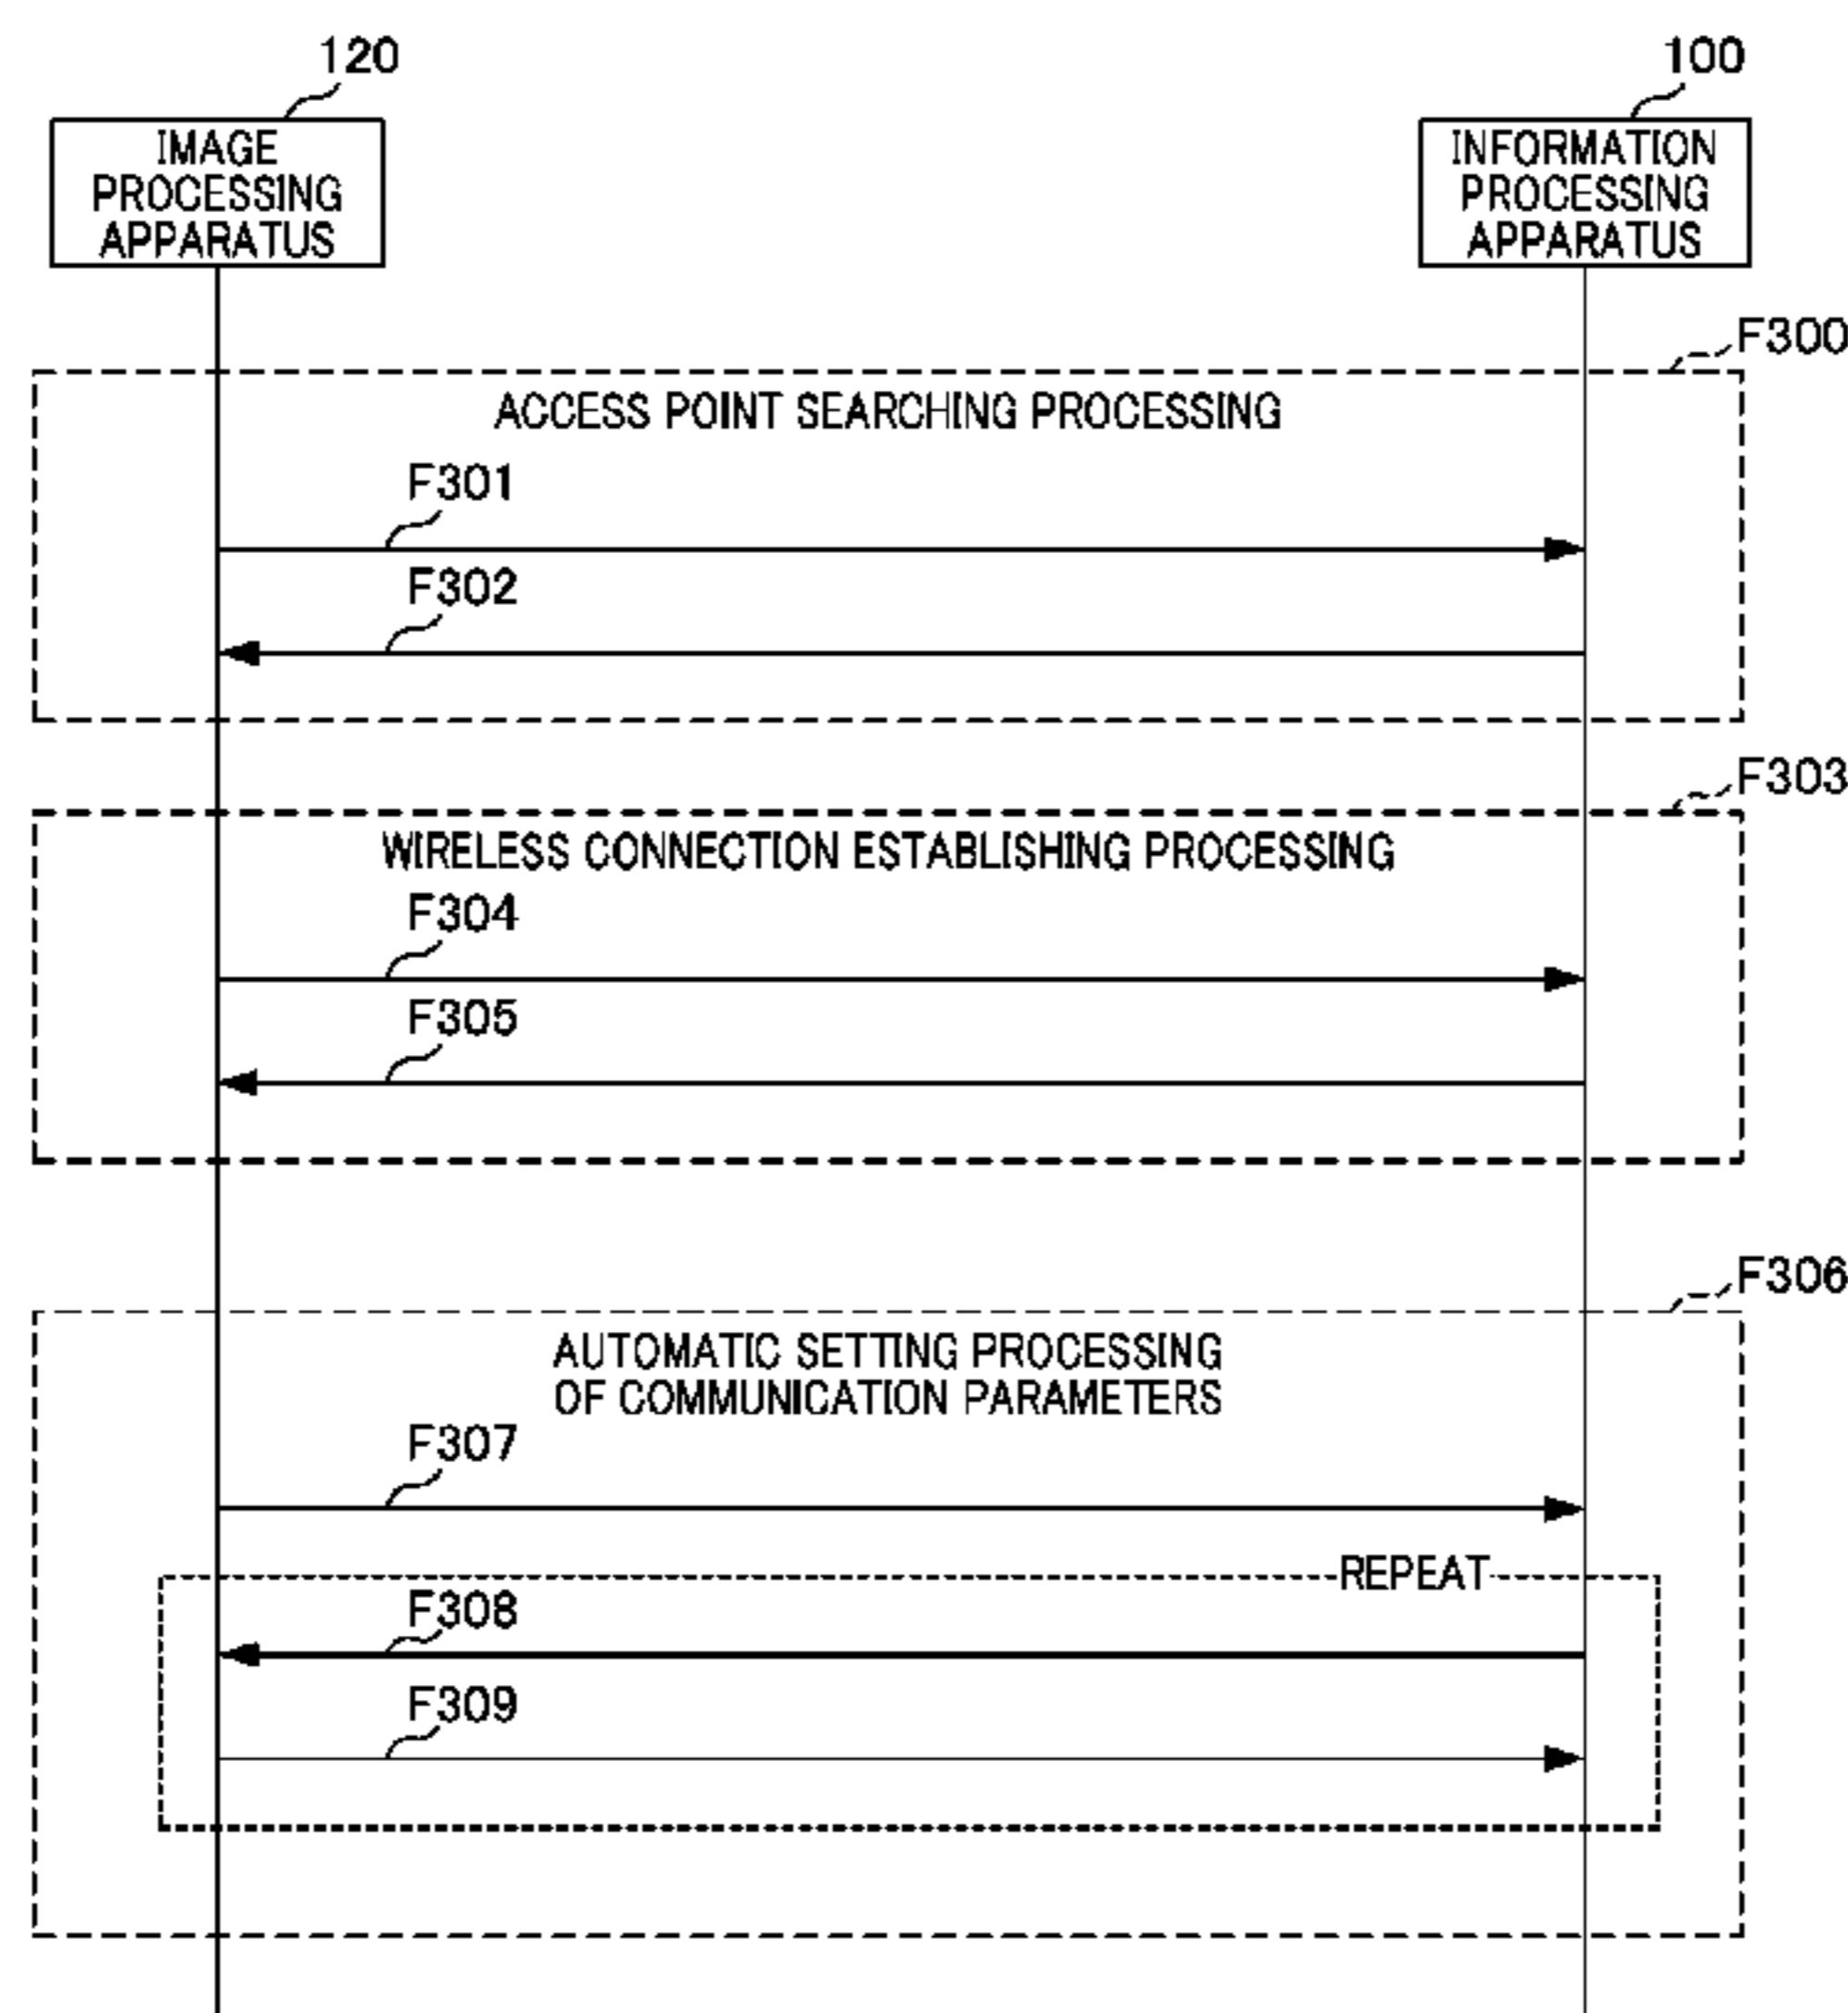 120
100
IMAGE
PROCESSING
APPARATUS
INFORMATION
PROCESSING
APPARATUS
F300
ACCESS POINT SEARCHING PROCESSING
F301
F302
F303
WIRELESS CONNECTION ESTABLISHING PROCESSING
F304
F305
F306
AUTOMATIC SETTING PROCESSING
OF COMMUNICATION PARAMETERS
F307
REPEAT
F308
F309